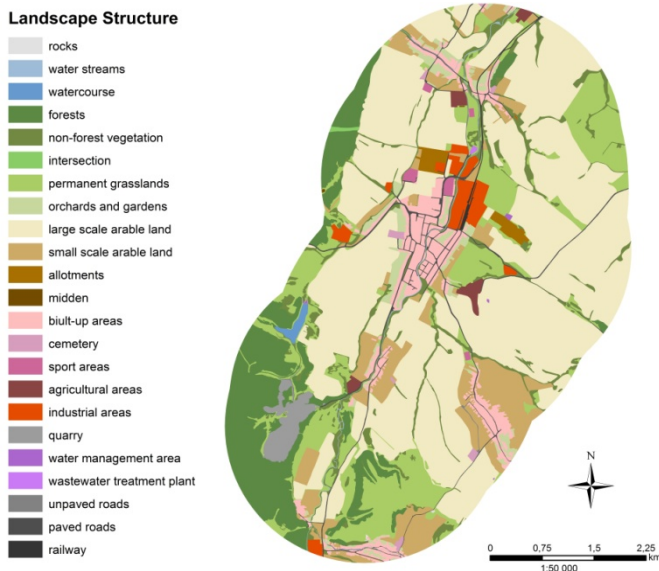 Landscape Structure
rocks
water streams
watercourse
forests
non-forest vegetation
intersection
permanent grasslands
orchards and gardens
large scale arable land
small scale arable land
allotments
midden
biult-up areas
cemetery
sport areas
agricultural areas
industrial areas
quarry
water management area
wastewater treatment plant
unpaved roads
paved roads
railway
N
0 0,75 1,5 2,25
km
1:50 000